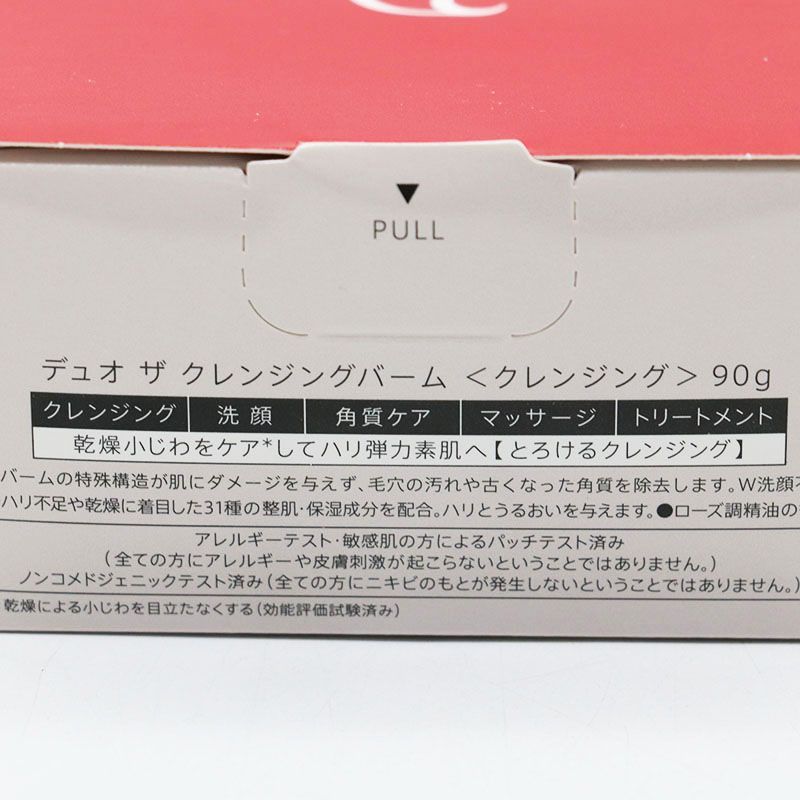 ▼
PULL
デュオ ザ クレンジングバーム ＜クレンジング＞ 90g
クレンジング 洗顔 角質ケア マッサージ トリートメント
乾燥小じわをケア*してハリ弾力素肌へ【とろけるクレンジング】
バームの特殊構造が肌にダメージを与えず、毛穴の汚れや古くなった角質を除去します。W洗顔不
ハリ不足や乾燥に着目した31種の整肌・保湿成分を配合。ハリとうるおいを与えます。●ローズ調精油の
アレルギーテスト・敏感肌の方によるパッチテスト済み
（全ての方にアレルギーや皮膚刺激が起こらないということではありません。）
ノンコメドジェニックテスト済み（全ての方にニキビのもとが発生しないということではありません。）
乾燥による小じわを目立たなくする（効能評価試験済み）